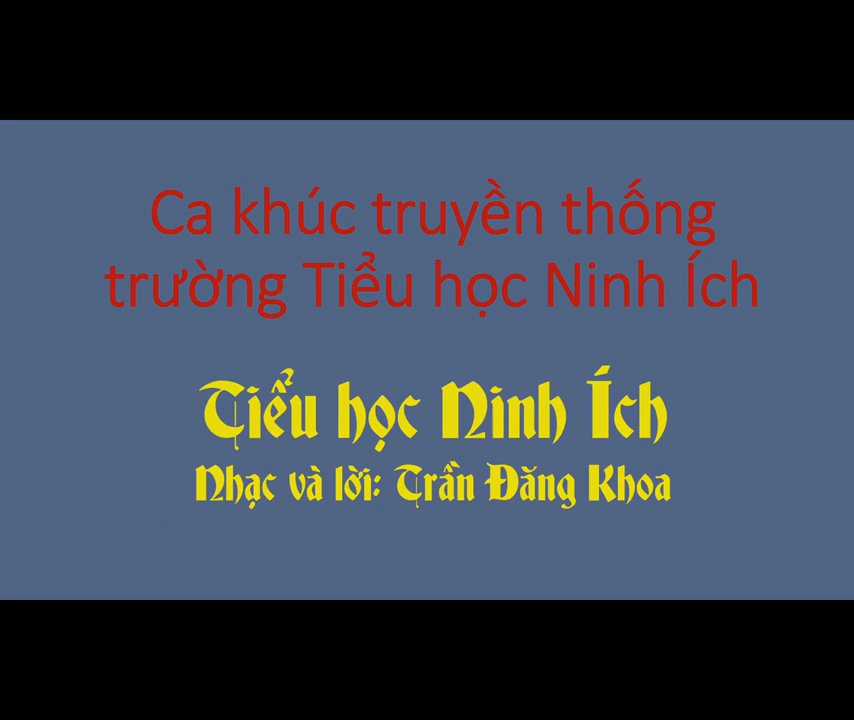 Ca khúc truyền thống
trường Tiểu học Ninh Ích
Tiểu học Ninh Ích
Nhạc và lời: Trần Đăng Khoa